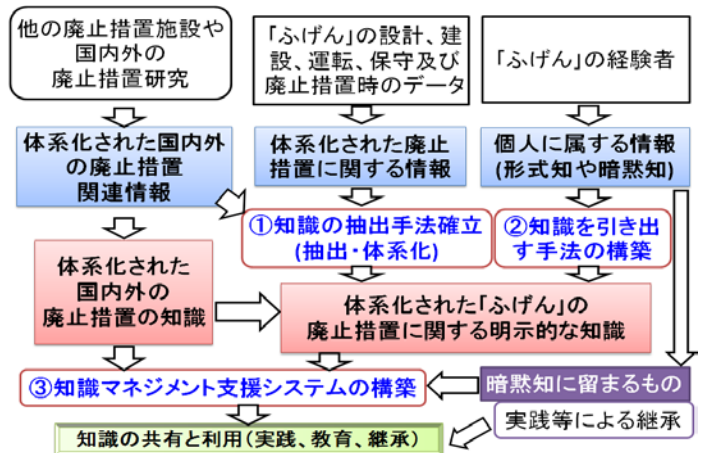 他の廃止措置施設や
国内外の
廃止措置研究
「ふげん」の設計、建
設、運転、保守及び
廃止措置時のデータ
「ふげん」の経験者
体系化された国内外
の廃止措置
関連情報
体系化された廃止
措置に関する情報
個人に属する情報
(形式知や暗黙知)
①知識の抽出手法確立
(抽出・体系化)
②知識を引き出
す手法の構築
体系化された
国内外の
廃止措置の知識
体系化された「ふげん」の
廃止措置に関する明示的な知識
③知識マネジメント支援システムの構築
暗黙知に留まるもの
実践等による継承
知識の共有と利用(実践、教育、継承)